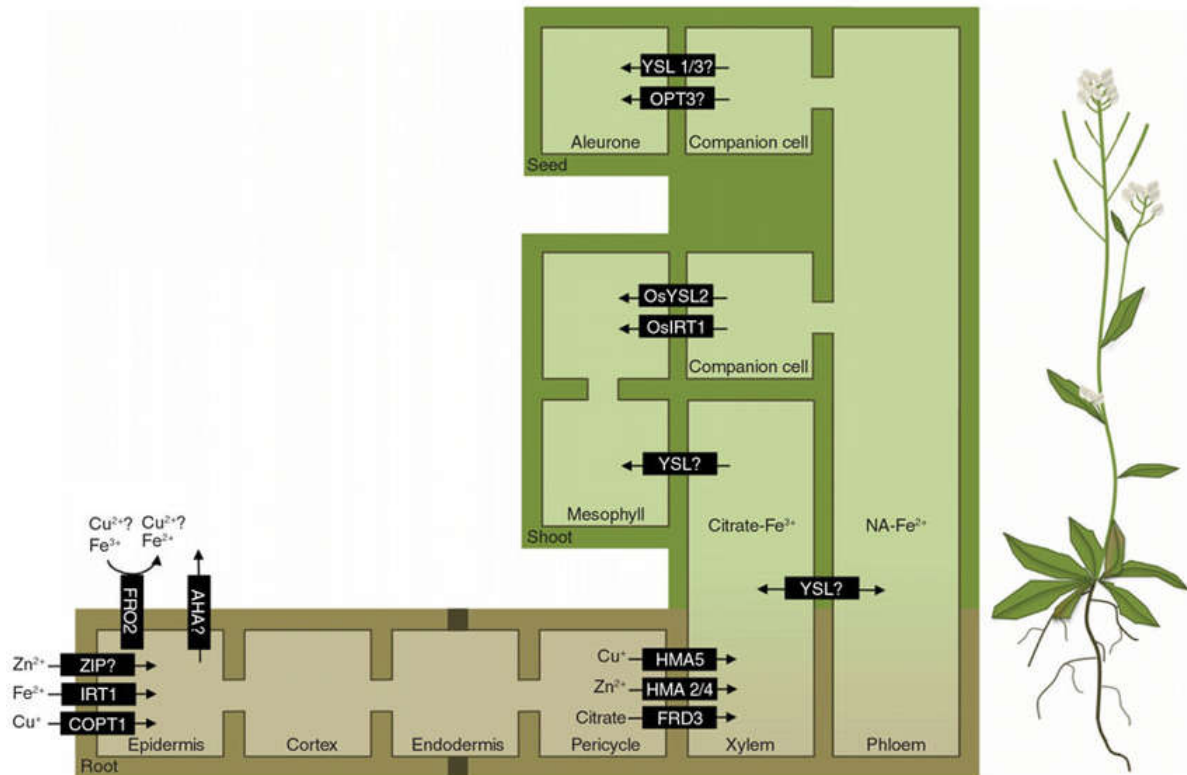 YSL 1/3?
OPT3?
Aleurone
Companion cell
Seed
OsYSL2
OsIRT1
Companion cell
YSL?
Mesophyll
Citrate-Fe³⁺
NA-Fe²⁺
Shoot
Cu²⁺? Cu²⁺?
Fe³⁺ Fe²⁺
FRO2
AHA?
YSL?
Zn²⁺ ZIP?
Fe²⁺ IRT1
Cu⁺ COPT1
Cu⁺ HMA5
Zn²⁺ HMA 2/4
Citrate FRD3
Epidermis
Cortex
Endodermis
Pericycle
Xylem
Phloem
Root